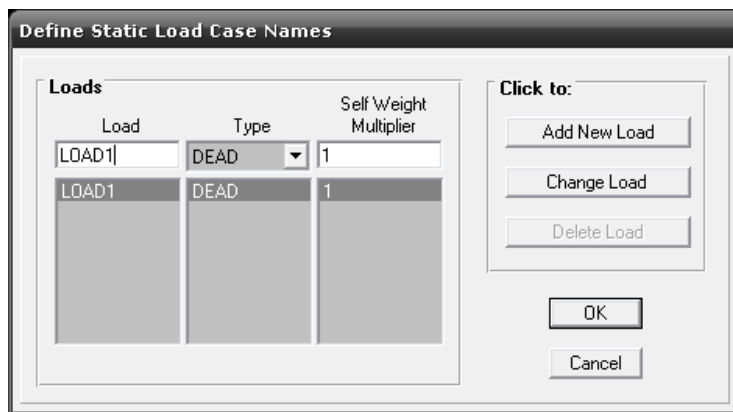 Define Static Load Case Names
Loads
Load
Type
Self Weight
Multiplier
LOAD1
DEAD
1
LOAD1
DEAD
1
Click to:
Add New Load
Change Load
Delete Load
OK
Cancel